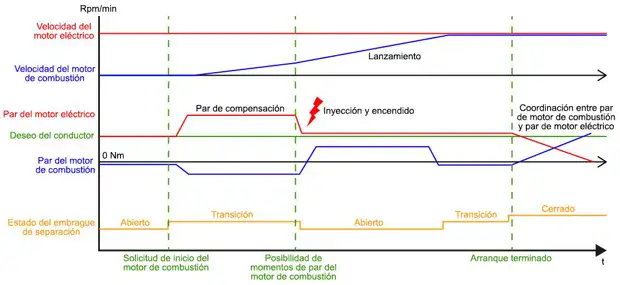 Rpm/min
Velocidad del
motor eléctrico
Velocidad del motor
de combustión
Lanzamiento
Par del motor eléctrico
Par de compensación
Inyección y encendido
Coordinación entre par
de motor de combustión
y par de motor eléctrico
Deseo del conductor
0 Nm
Par del motor
de combustión
Estado del embrague
de separación
Abierto
Transición
Abierto
Transición
Cerrado
Solicitud de inicio del
motor de combustión
Posibilidad de
momentos de par del
motor de combustión
Arranque terminado
t